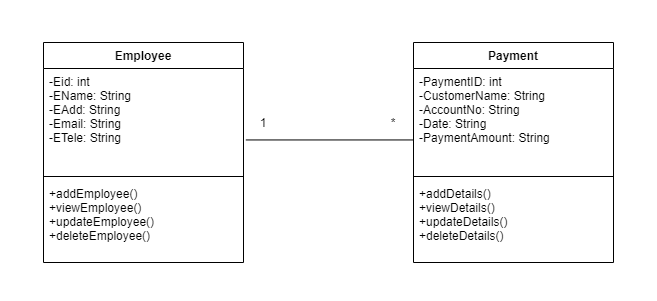 Employee
-Eid: int
-EName: String
-EAdd: String
-Email: String
-ETele: String
+addEmployee()
+viewEmployee()
+updateEmployee()
+deleteEmployee()
1
*
Payment
-PaymentID: int
-CustomerName: String
-AccountNo: String
-Date: String
-PaymentAmount: String
+addDetails()
+viewDetails()
+updateDetails()
+deleteDetails()